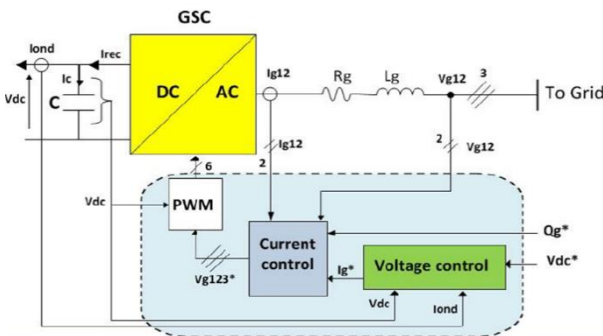 GSC
Iond
Irec
Ic
Vdc
C
DC
AC
Ig12
Rg
Lg
Vg12
3
To Grid
2
Ig12
2
Vg12
6
Vdc
PWM
Vg123*
Current
control
Qg*
Ig*
Voltage control
Vdc*
Vdc
Iond